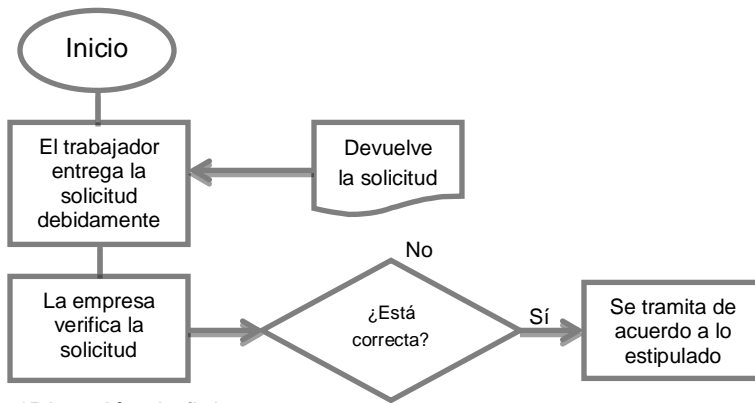 Inicio
El trabajador
entrega la
solicitud
debidamente
Devuelve
la solicitud
No
La empresa
verifica la
solicitud
¿Está
correcta?
Sí
Se tramita de
acuerdo a lo
estipulado